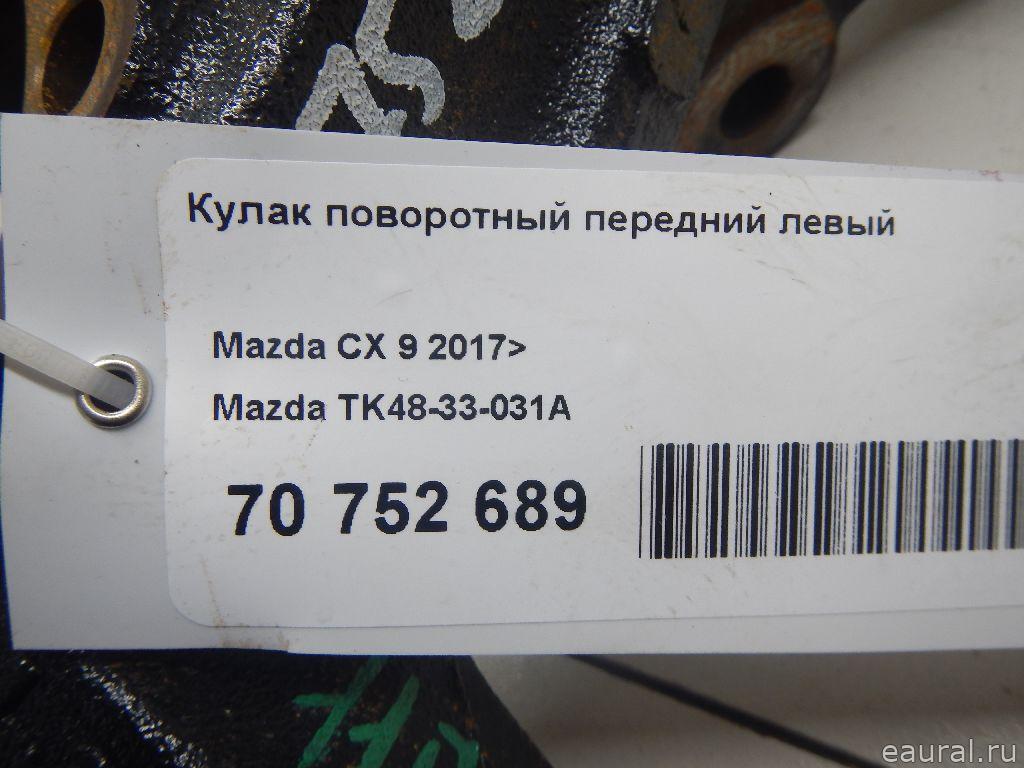 Кулак поворотный передний левый
Mazda CX 9 2017>
Mazda TK48-33-031A
70 752 689
eaural.ru